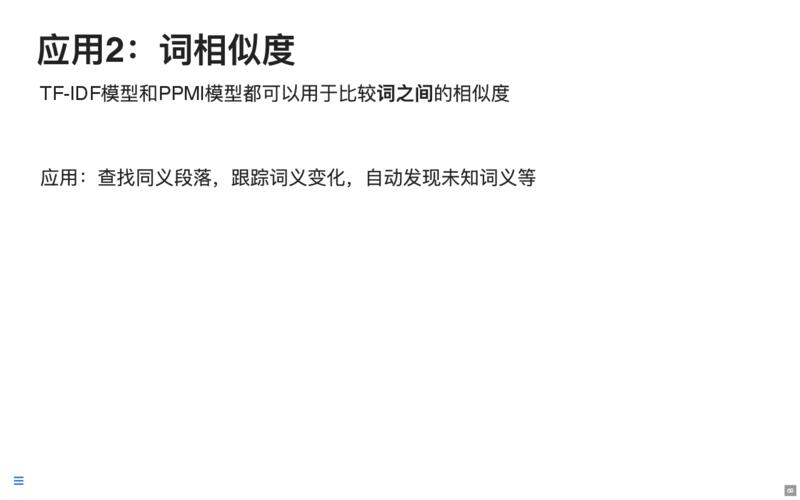 应用2：词相似度
TF-IDF模型和PPMI模型都可以用于比较词之间的相似度
应用：查找同义段落，跟踪词义变化，自动发现未知词义等